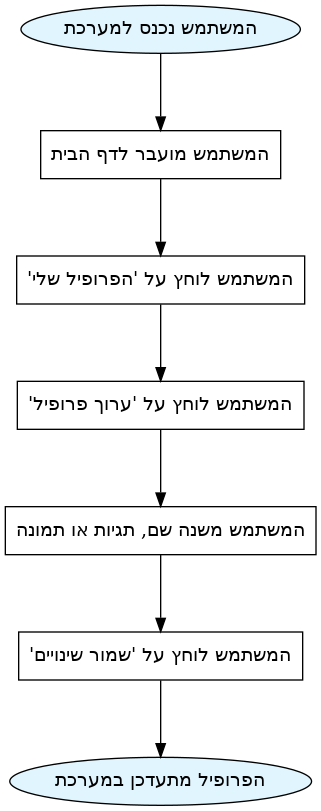 המשתמש נכנס למערכת
המשתמש מועבר לדף הבית
המשתמש לוחץ על 'הפרופיל שלי'
המשתמש לוחץ על 'ערוך פרופיל'
המשתמש משנה שם, תגיות או תמונה
המשתמש לוחץ על 'שמור שינויים'
הפרופיל מתעדכן במערכת